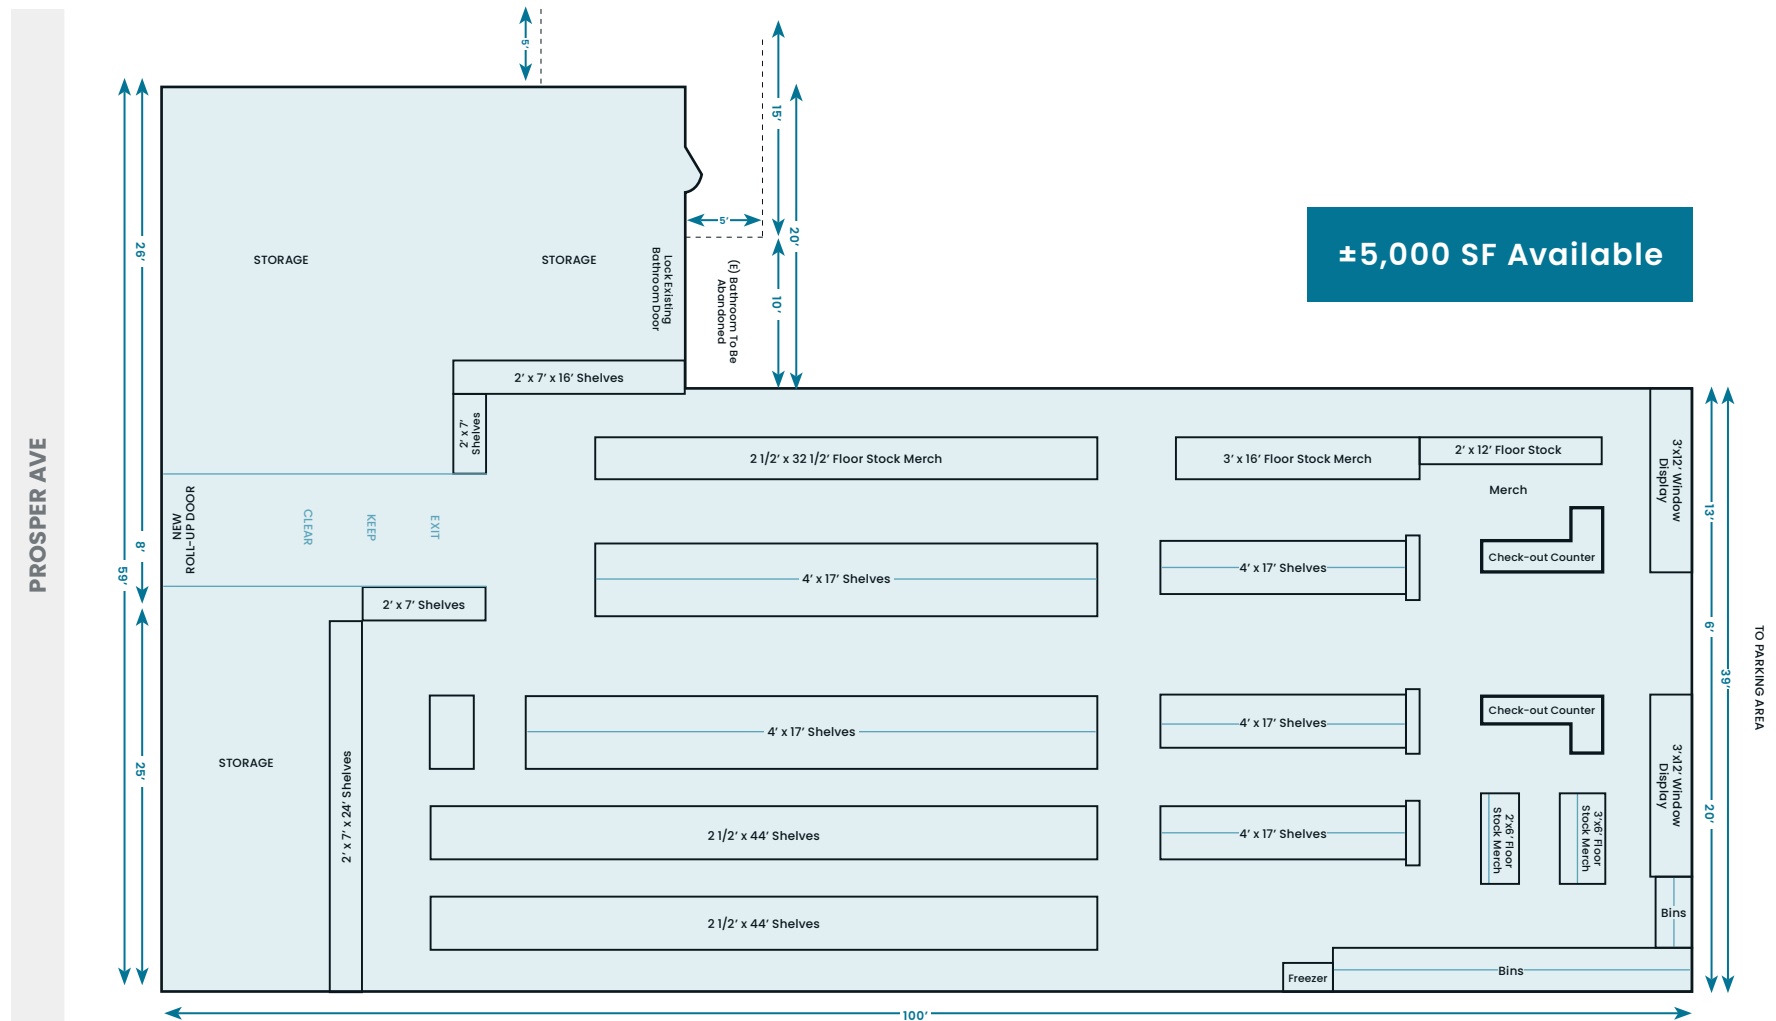 PROSPER AVE
5’
15’
20’
5’
10’
26’
8’
59’
25’
±5,000 SF Available
STORAGE
STORAGE
Lock Existing
Bathroom Door
(E) Bathroom To Be
Abandoned
2’ x 7’ x 16’ Shelves
2’ x 7’
Shelves
2 1/2’ x 32 1/2’ Floor Stock Merch
3’ x 16’ Floor Stock Merch
2’ x 12’ Floor Stock
Merch
3’x12’ Window
Display
NEW
ROLL-UP DOOR
CLEAR
KEEP
EXIT
Check-out Counter
4’ x 17’ Shelves
4’ x 17’ Shelves
2’ x 7’ Shelves
13’
6’
39’
20’
TO PARKING AREA
STORAGE
2’ x 7’ x 24’ Shelves
4’ x 17’ Shelves
4’ x 17’ Shelves
Check-out Counter
3’x12’ Window
Display
2 1/2’ x 44’ Shelves
4’ x 17’ Shelves
2’x6’ Floor
Stock Merch
3’x6’ Floor
Stock Merch
2 1/2’ x 44’ Shelves
Bins
Freezer
Bins
100’